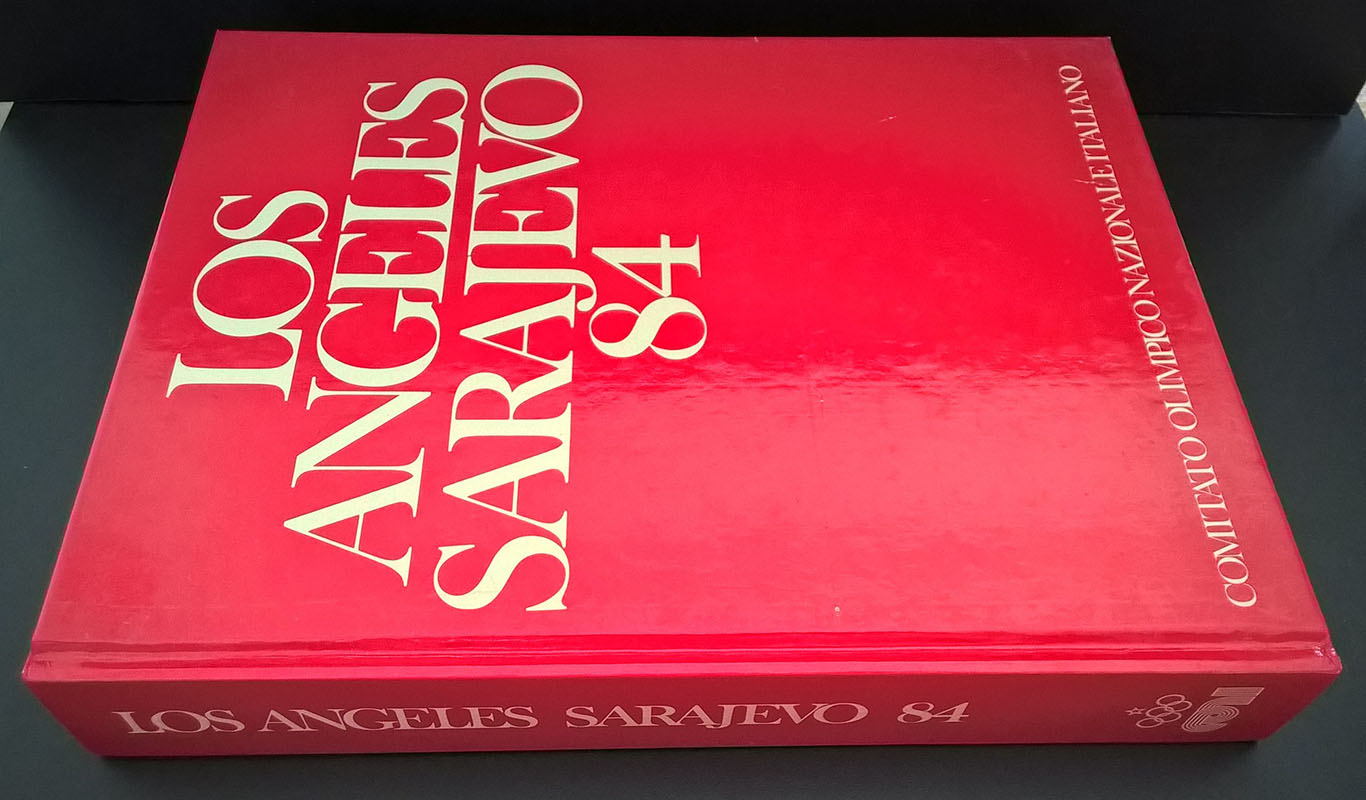 LOS
ANGELES
SARAJEVO
84
COMITATO OLIMPICO NAZIONALE ITALIANO
LOS ANGELES SARAJEVO 84